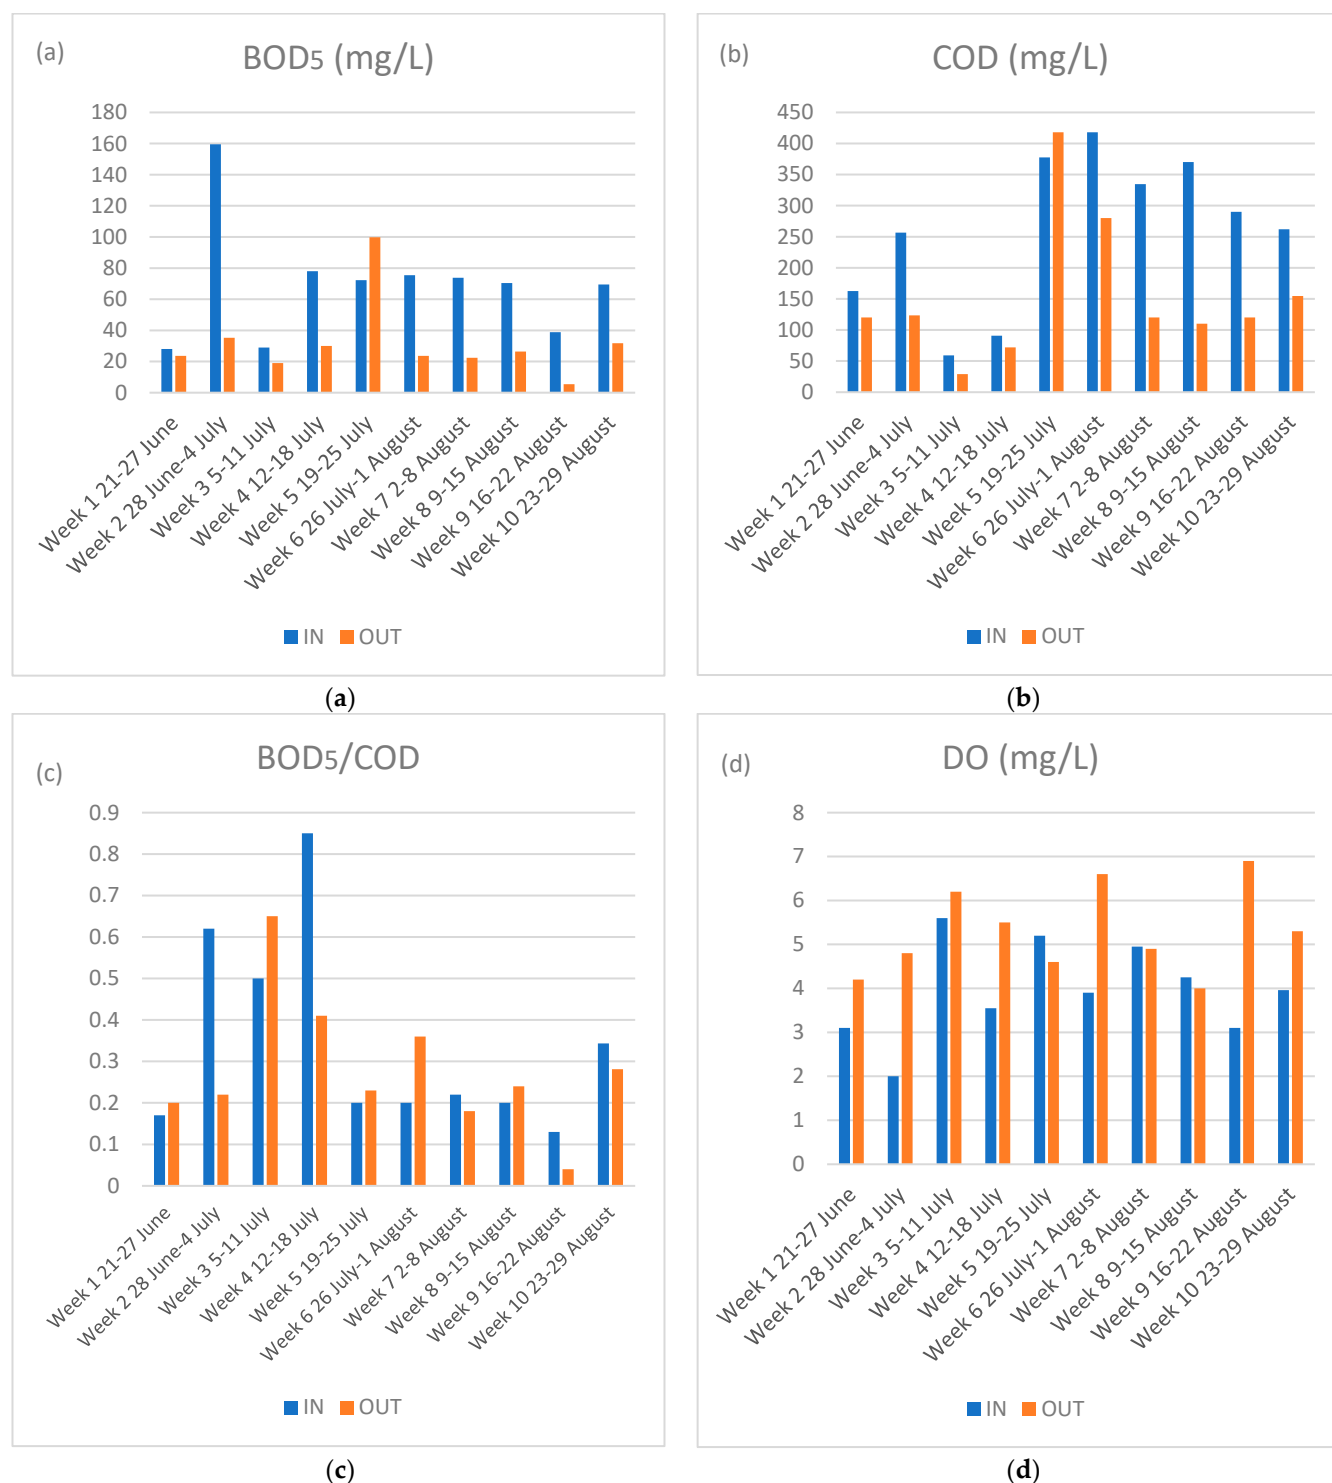 (a)
BOD5 (mg/L)
180
160
140
120
100
80
60
40
20
0
Week 1 21-27 June
Week 2 28 June-4 July
Week 3 5-11 July
Week 4 12-18 July
Week 5 19-25 July
Week 6 26 July-1 August
Week 7 2-8 August
Week 8 9-15 August
Week 9 16-22 August
Week 10 23-29 August
IN OUT
(a)
(b)
COD (mg/L)
450
400
350
300
250
200
150
100
50
0
Week 1 21-27 June
Week 2 28 June-4 July
Week 3 5-11 July
Week 4 12-18 July
Week 5 19-25 July
Week 6 26 July-1 August
Week 7 2-8 August
Week 8 9-15 August
Week 9 16-22 August
Week 10 23-29 August
IN OUT
(b)
(c)
BOD5/COD
0.9
0.8
0.7
0.6
0.5
0.4
0.3
0.2
0.1
0
Week 1 21-27 June
Week 2 28 June-4 July
Week 3 5-11 July
Week 4 12-18 July
Week 5 19-25 July
Week 6 26 July-1 August
Week 7 2-8 August
Week 8 9-15 August
Week 9 16-22 August
Week 10 23-29 August
IN OUT
(c)
(d)
DO (mg/L)
8
7
6
5
4
3
2
1
0
Week 1 21-27 June
Week 2 28 June-4 July
Week 3 5-11 July
Week 4 12-18 July
Week 5 19-25 July
Week 6 26 July-1 August
Week 7 2-8 August
Week 8 9-15 August
Week 9 16-22 August
Week 10 23-29 August
IN OUT
(d)